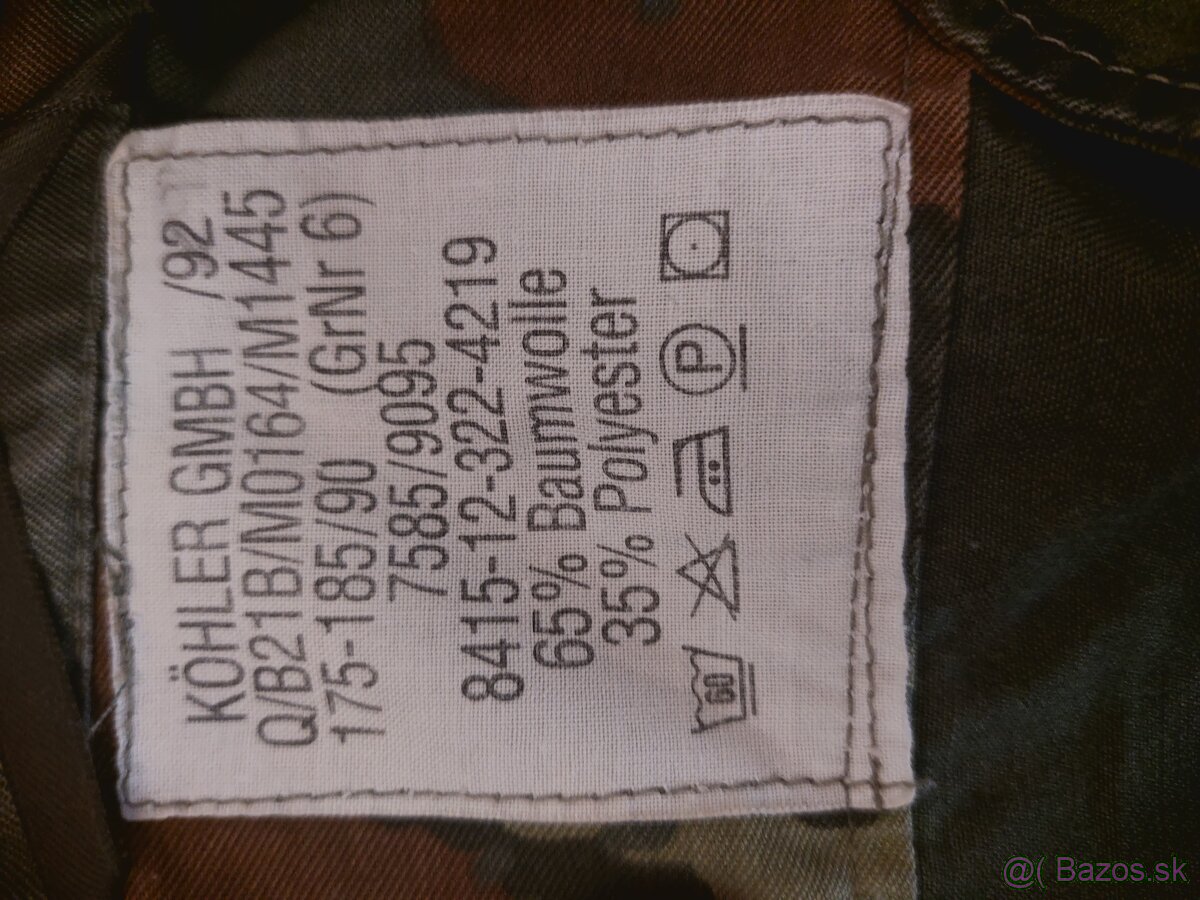 KÖHLER GMBH /92
Q/B21B/M0164/M1445
175-185/90 (GrNr 6)
7585/9095
8415-12-322-4219
65% Baumwolle
35% Polyester
60 P
@( Bazos.sk